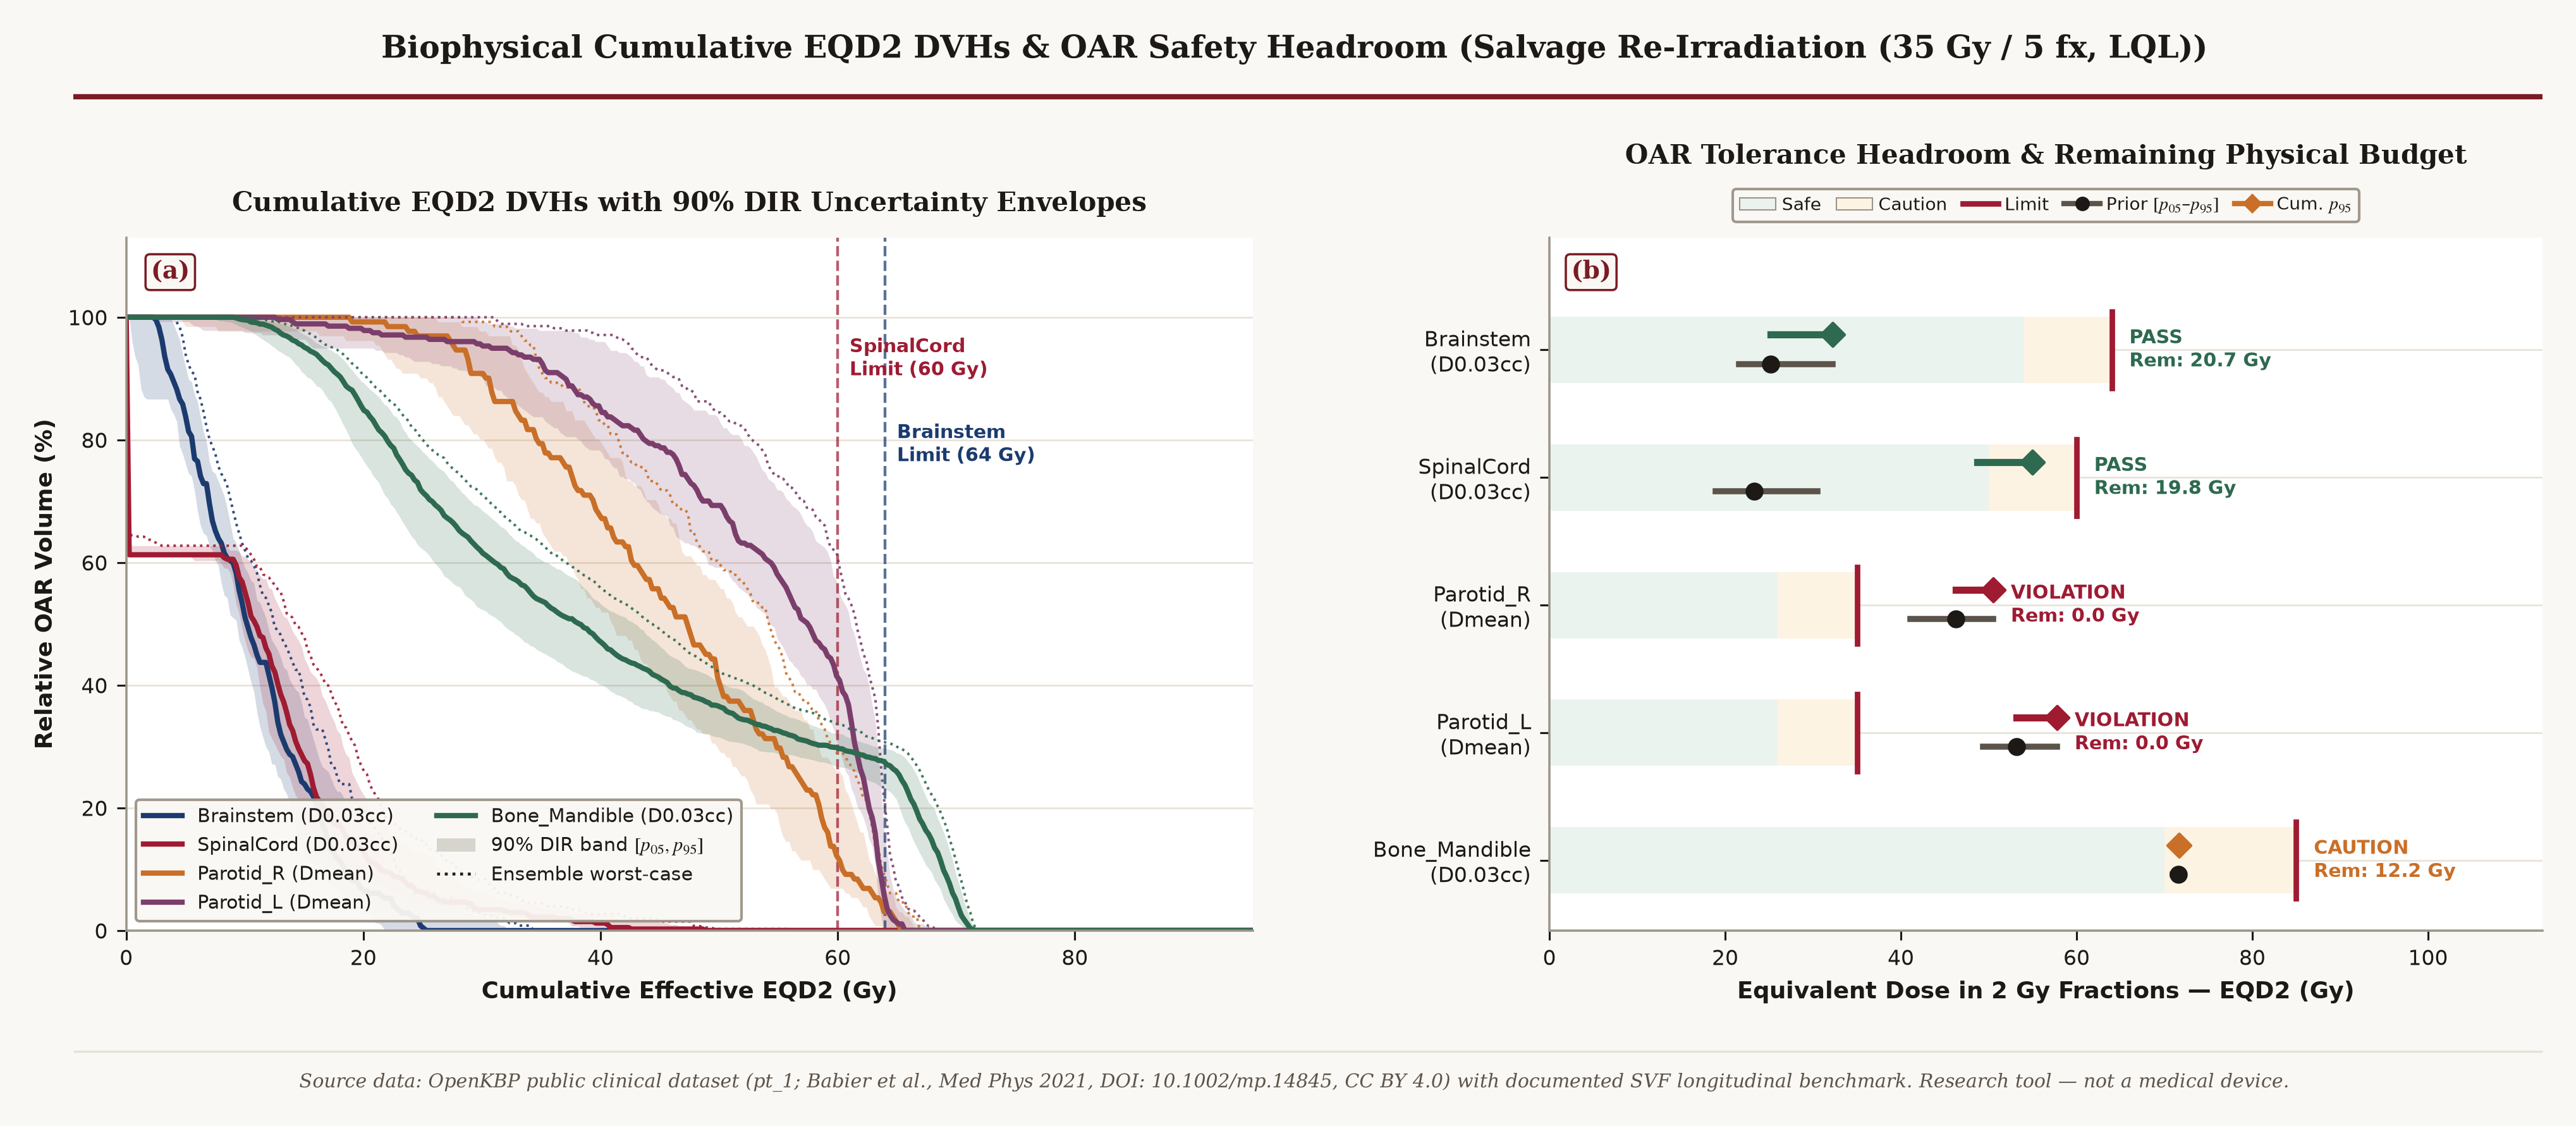 Biophysical Cumulative EQD2 DVHs & OAR Safety Headroom (Salvage Re-Irradiation (35 Gy / 5 fx, LQL))
Cumulative EQD2 DVHs with 90% DIR Uncertainty Envelopes
(a)
Relative OAR Volume (%)
100
80
60
40
20
0
SpinalCord
Limit (60 Gy)
Brainstem
Limit (64 Gy)
Brainstem (D0.03cc)
SpinalCord (D0.03cc)
Parotid_R (Dmean)
Parotid_L (Dmean)
Bone_Mandible (D0.03cc)
90% DIR band [p05, p95]
Ensemble worst-case
0 20 40 60 80
Cumulative Effective EQD2 (Gy)
OAR Tolerance Headroom & Remaining Physical Budget
Safe Caution Limit Prior [p05–p95] Cum. p95
(b)
Brainstem
(D0.03cc)
PASS
Rem: 20.7 Gy
SpinalCord
(D0.03cc)
PASS
Rem: 19.8 Gy
Parotid_R
(Dmean)
VIOLATION
Rem: 0.0 Gy
Parotid_L
(Dmean)
VIOLATION
Rem: 0.0 Gy
Bone_Mandible
(D0.03cc)
CAUTION
Rem: 12.2 Gy
0 20 40 60 80 100
Equivalent Dose in 2 Gy Fractions — EQD2 (Gy)
Source data: OpenKBP public clinical dataset (pt_1; Babier et al., Med Phys 2021, DOI: 10.1002/mp.14845, CC BY 4.0) with documented SVF longitudinal benchmark. Research tool — not a medical device.